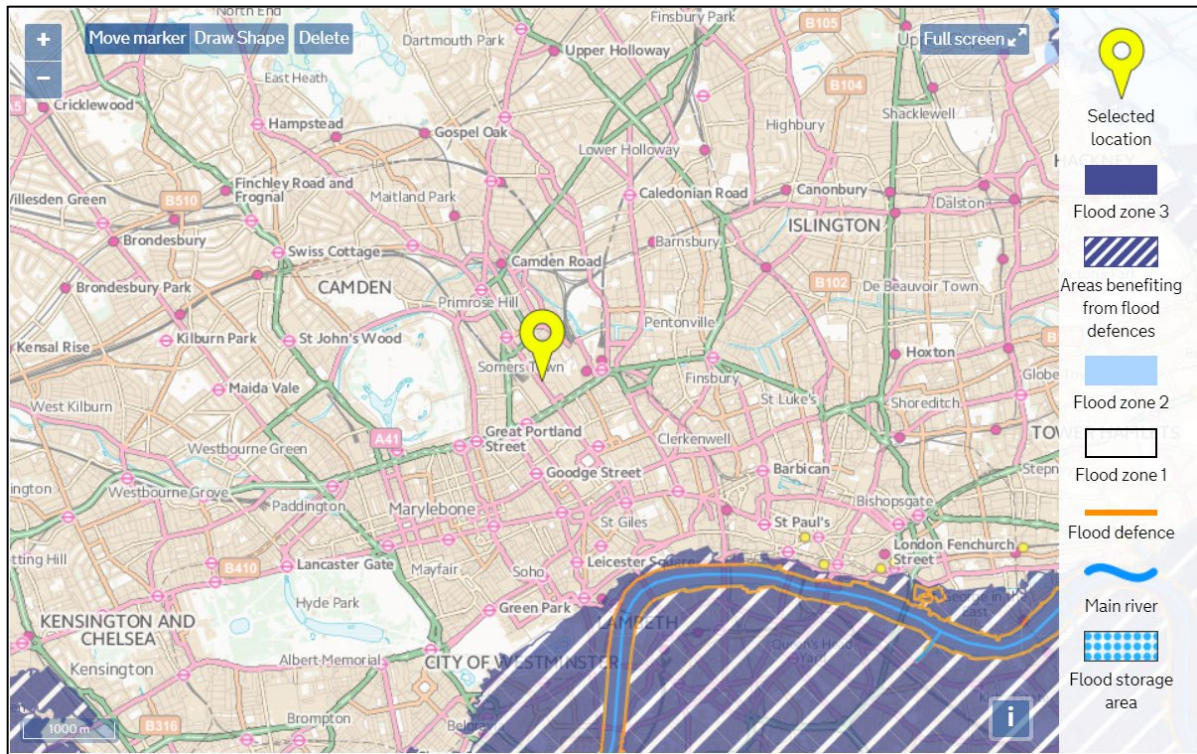 North End
Finsbury Park
B105
+
Move marker
Draw Shape
Delete
Full screen
Dartmouth Park
Upper Holloway
−
East Heath
B104
Cricklewood
Shacklewell
Selected
location
Hampstead
Gospel Oak
Highbury
Lower Holloway
HACKNEY
Finchley Road and
Frognal
Maitland Park
Caledonian Road
Canonbury
Willesden Green
B510
Dalston
Flood zone 3
Brondesbury
Swiss Cottage
Barnsbury
ISLINGTON
Camden Road
B102
Brondesbury Park
CAMDEN
Primrose Hill
De Beauvoir Town
Areas benefiting
from flood
defences
Kensal Rise
Kilburn Park
St John's Wood
Pentonville
Somers Town
Hoxton
Maida Vale
Finsbury
Flood zone 2
West Kilburn
St Luke's
Shoreditch
Westbourne Green
A41
Great Portland
Street
Clerkenwell
TOWER HAMLETS
Goodge Street
Barbican
Flood zone 1
Westbourne Grove
Paddington
Marylebone
Bishopsgate
St Giles
St Paul's
Flood defence
B410
Lancaster Gate
Mayfair
Soho
Leicester Square
London Fenchurch
Street
Hyde Park
Green Park
Main river
KENSINGTON AND
CHELSEA
LAMBETH
Kensington
Albert Memorial
CITY OF WESTMINSTER
Flood storage
area
1000 m
B316
Brompton
i